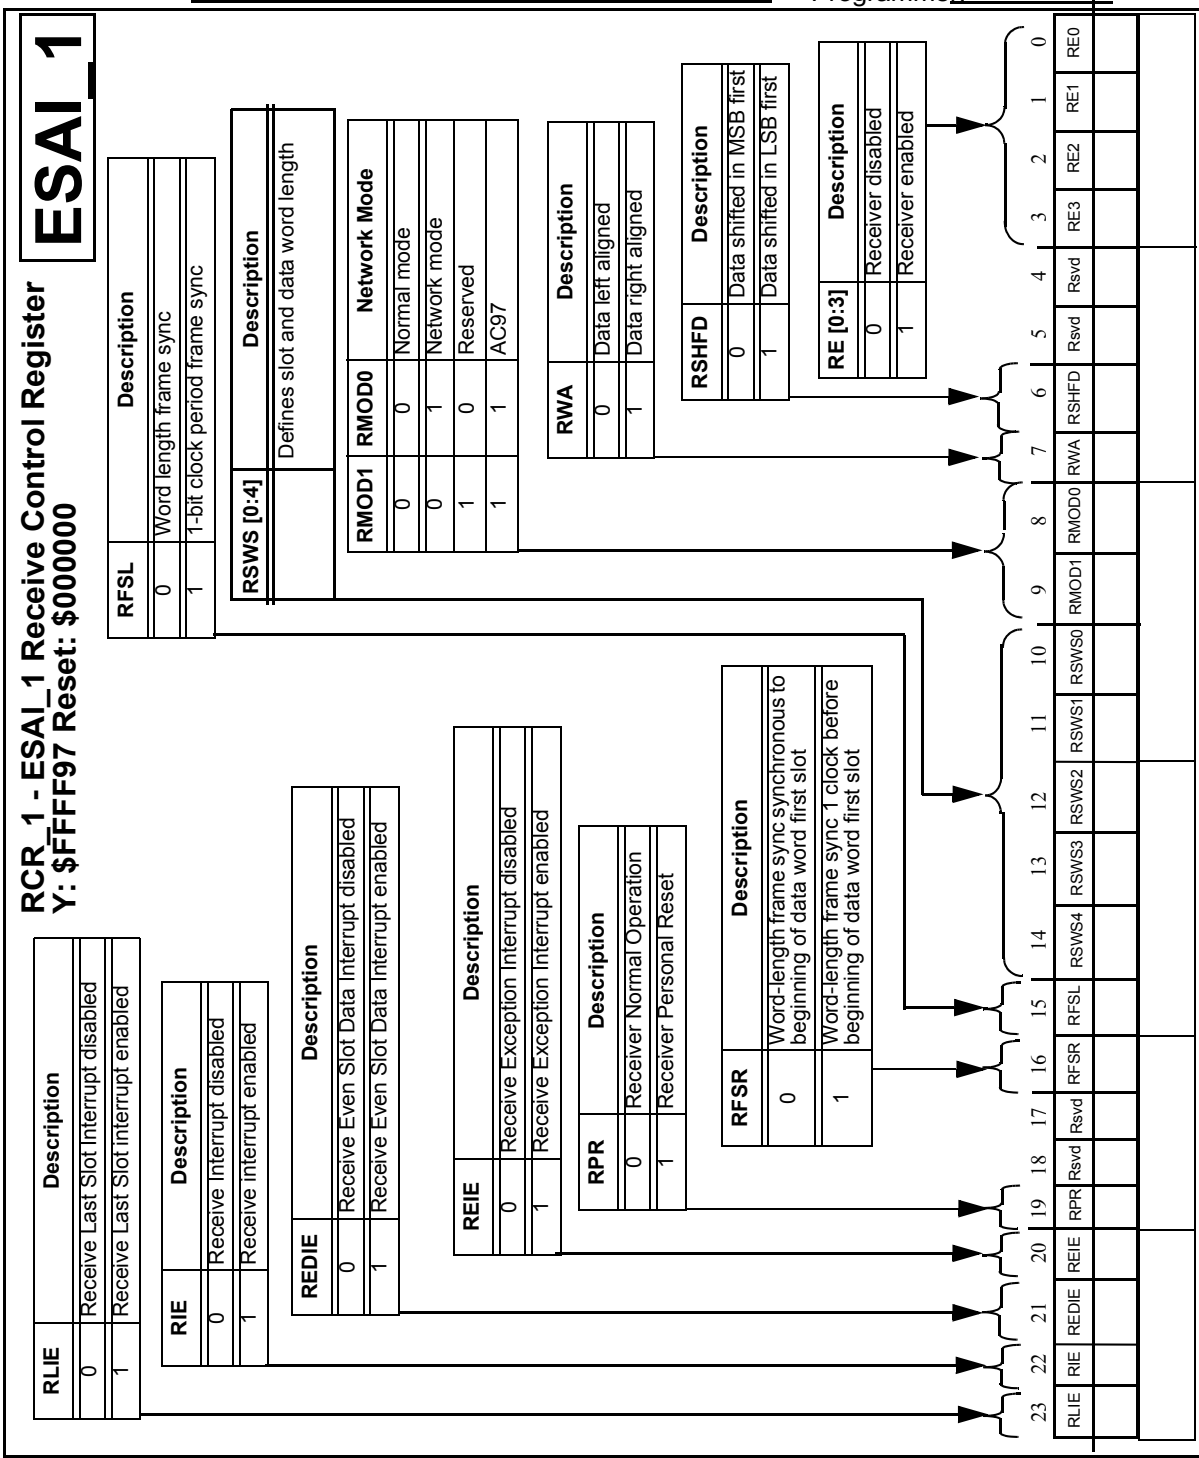 Programmer:
RCR_1 - ESAI_1 Receive Control Register
Y: $FFFF97 Reset: $000000
ESAI_1
RLIE Description
0 Receive Last Slot Interrupt disabled
1 Receive Last Slot interrupt enabled
RIE Description
0 Receive Interrupt disabled
1 Receive interrupt enabled
REDIE Description
0 Receive Even Slot Data Interrupt disabled
1 Receive Even Slot Data Interrupt enabled
REIE Description
0 Receive Exception Interrupt disabled
1 Receive Exception Interrupt enabled
RPR Description
0 Receiver Normal Operation
1 Receiver Personal Reset
RFSR Description
0 Word-length frame sync synchronous to
beginning of data word first slot
1 Word-length frame sync 1 clock before
beginning of data word first slot
RFSL Description
0 Word length frame sync
1 1-bit clock period frame sync
RSWS [0:4] Description
Defines slot and data word length
RMOD1 RMOD0 Network Mode
0 0 Normal mode
0 1 Network mode
1 0 Reserved
1 1 AC97
RWA Description
0 Data left aligned
1 Data right aligned
RSHFD Description
0 Data shifted in MSB first
1 Data shifted in LSB first
RE [0:3] Description
0 Receiver disabled
1 Receiver enabled
23 22 21 20 19 18 17 16 15 14 13 12 11 10 9 8 7 6 5 4 3 2 1 0
RLIE RIE REDIE REIE RPR Rsvd Rsvd RFSR RFSL RSWS4 RSWS3 RSWS2 RSWS1 RSWS0 RMOD1 RMOD0 RWA RSHFD Rsvd Rsvd RE3 RE2 RE1 RE0